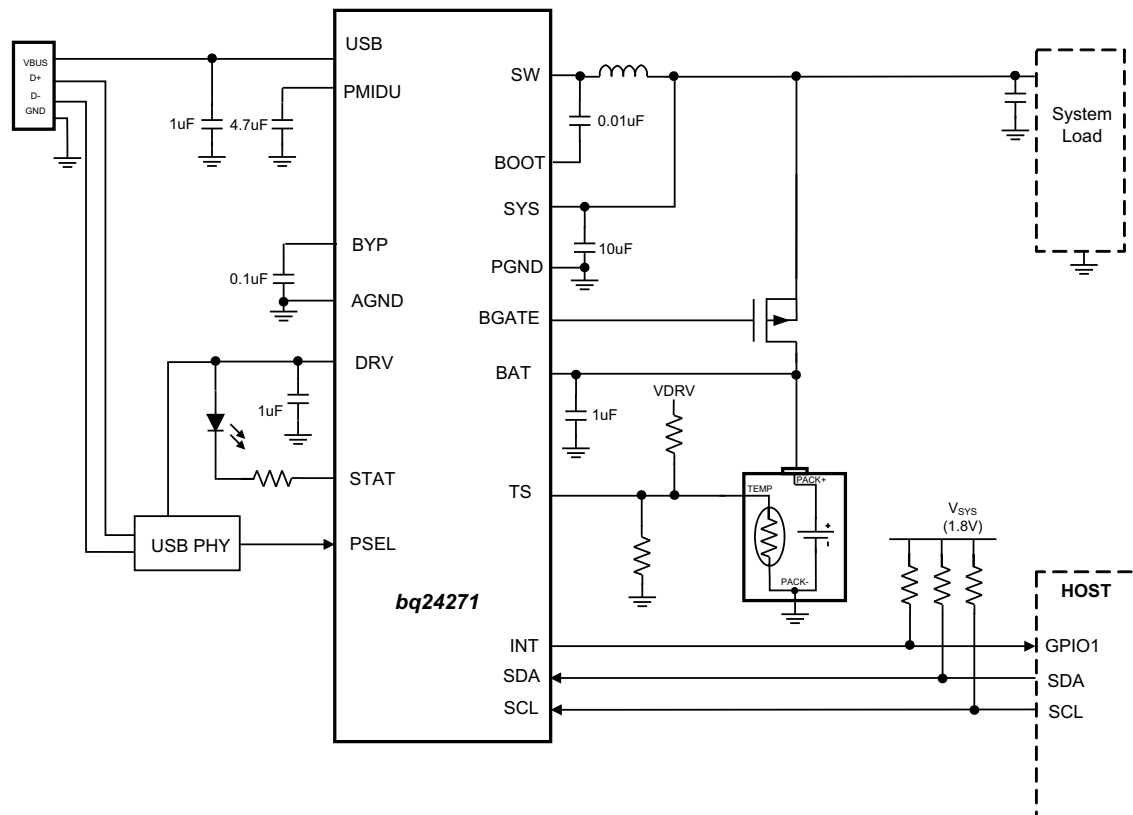 VBUS
D+
D-
GND
USB
PMIDU
1uF
4.7uF
BYP
0.1uF
AGND
DRV
1uF
STAT
USB PHY
PSEL
bq24271
SW
0.01uF
BOOT
SYS
10uF
PGND
BGATE
BAT
1uF
VDRV
TS
TEMP
PACK+
+
-
PACK-
VSYS
(1.8V)
System
Load
HOST
INT
GPIO1
SDA
SDA
SCL
SCL